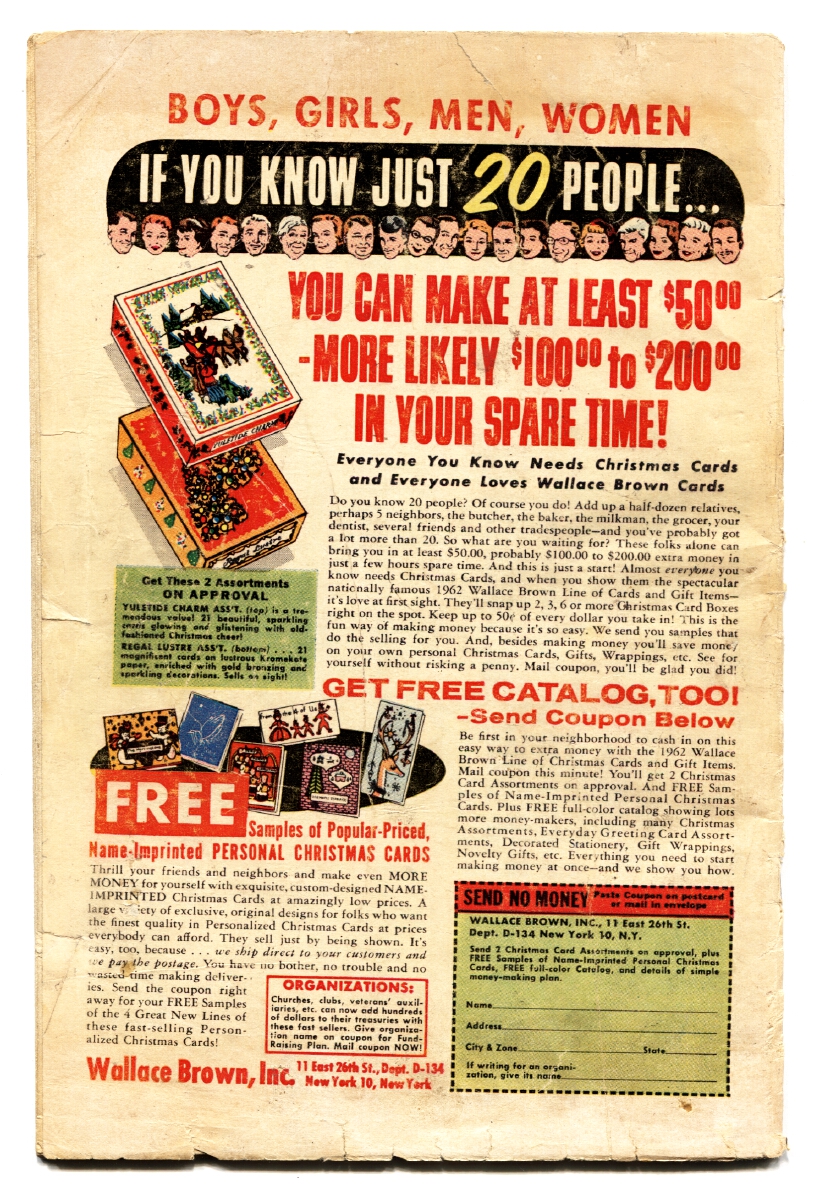 BOYS, GIRLS, MEN, WOMEN
IF YOU KNOW JUST 20 PEOPLE...
YOU CAN MAKE AT LEAST $50⁰⁰
-MORE LIKELY $100⁰⁰ to $200⁰⁰
IN YOUR SPARE TIME!
Everyone You Know Needs Christmas Cards
and Everyone Loves Wallace Brown Cards
Do you know 20 people? Of course you do! Add up a half-dozen relatives,
perhaps 5 neighbors, the butcher, the baker, the milkman, the grocer, your
dentist, several friends and other tradespeople—and you've probably got
a lot more than 20. So what are you waiting for? These folks alone can
bring you in at least $50.00, probably $100.00 to $200.00 extra money in
just a few hours spare time. And this is just a start! Almost everyone you
know needs Christmas Cards, and when you show them the spectacular
nationally famous 1962 Wallace Brown Line of Cards and Gift Items—
it's love at first sight. They'll snap up 2, 3, 6 or more Christmas Card Boxes
right on the spot. Keep up to 50¢ of every dollar you take in! This is the
fun way of making money because it's so easy. We send you samples that
do the selling for you. And, besides making money you'll save money
on your own personal Christmas Cards, Gifts, Wrappings, etc. See for
yourself without risking a penny. Mail coupon, you'll be glad you did!
YULETIDE CHARM
Regal Lustre
Get These 2 Assortments
ON APPROVAL
YULETIDE CHARM ASS'T. (top) is a tre-
mendous value! 21 beautiful, sparkling
cards glowing and glistening with old-
fashioned Christmas cheer!
REGAL LUSTRE ASS'T. (bottom) . . . 21
magnificent cards on lustrous Kromekote
paper, enriched with gold bronzing and
sparkling decorations. Sells on sight!
GET FREE CATALOG, TOO!
-Send Coupon Below
Be first in your neighborhood to cash in on this
easy way to extra money with the 1962 Wallace
Brown Line of Christmas Cards and Gift Items.
Mail coupon this minute! You'll get 2 Christmas
Card Assortments on approval. And FREE Sam-
ples of Name-Imprinted Personal Christmas
Cards. Plus FREE full-color catalog showing lots
more money-makers, including many Christmas
Assortments, Everyday Greeting Card Assort-
ments, Decorated Stationery, Gift Wrappings,
Novelty Gifts, etc. Everything you need to start
making money at once—and we show you how.
from the 4 of Us
FREE
Samples of Popular-Priced,
Name-Imprinted PERSONAL CHRISTMAS CARDS
Thrill your friends and neighbors and make even MORE
MONEY for yourself with exquisite, custom-designed NAME-
IMPRINTED Christmas Cards at amazingly low prices. A
large variety of exclusive, original designs for folks who want
the finest quality in Personalized Christmas Cards at prices
everybody can afford. They sell just by being shown. It's
easy, too, because . . . we ship direct to your customers and
we pay the postage. You have no bother, no trouble and no
wasted time making deliver-
ies. Send the coupon right
away for your FREE Samples
of the 4 Great New Lines of
these fast-selling Person-
alized Christmas Cards!
ORGANIZATIONS:
Churches, clubs, veterans' auxil-
iaries, etc. can now add hundreds
of dollars to their treasuries with
these fast sellers. Give organiza-
tion name on coupon for Fund-
Raising Plan. Mail coupon NOW!
Wallace Brown, Inc. 11 East 26th St., Dept. D-134
New York 10, New York
SEND NO MONEY Paste Coupon on postcard
or mail in envelope
WALLACE BROWN, INC., 11 East 26th St.
Dept. D-134 New York 10, N.Y.
Send 2 Christmas Card Assortments on approval, plus
FREE Samples of Name-Imprinted Personal Christmas
Cards, FREE full-color Catalog, and details of simple
money-making plan.
Name
Address
City & Zone State
If writing for an organi-
zation, give its name